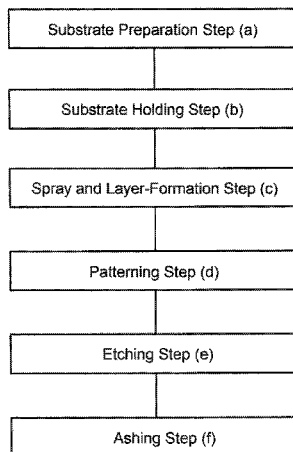 Substrate Preparation Step (a)
Substrate Holding Step (b)
Spray and Layer-Formation Step (c)
Patterning Step (d)
Etching Step (e)
Ashing Step (f)